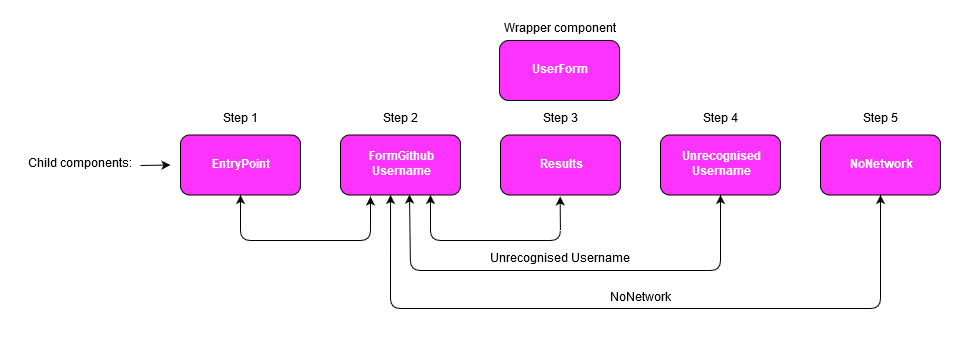 Wrapper component
UserForm
Step 1
Step 2
Step 3
Step 4
Step 5
Child components:
EntryPoint
FormGithub
Username
Results
Unrecognised
Username
NoNetwork
Unrecognised Username
NoNetwork